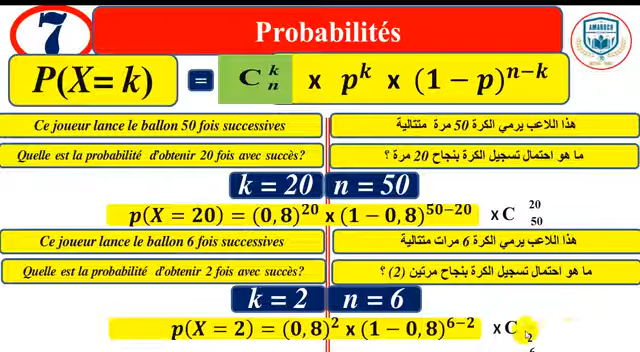 7
Probabilités
AMAROCH
P(X= k) = C k n x p^k x (1 − p)^n−k
Ce joueur lance le ballon 50 fois successives
هذا اللاعب يرمي الكرة 50 مرة متتالية
Quelle est la probabilité d'obtenir 20 fois avec succès?
ما هو احتمال تسجيل الكرة بنجاح 20 مرة ؟
k = 20 n = 50
p(X = 20) = (0, 8)^20 x (1 − 0, 8)^50−20 x C 20 50
Ce joueur lance le ballon 6 fois successives
هذا اللاعب يرمي الكرة 6 مرات متتالية
Quelle est la probabilité d'obtenir 2 fois avec succès?
ما هو احتمال تسجيل الكرة بنجاح مرتين (2) ؟
k = 2 n = 6
p(X = 2) = (0, 8)^2 x (1 − 0, 8)^6−2 x C 2 6